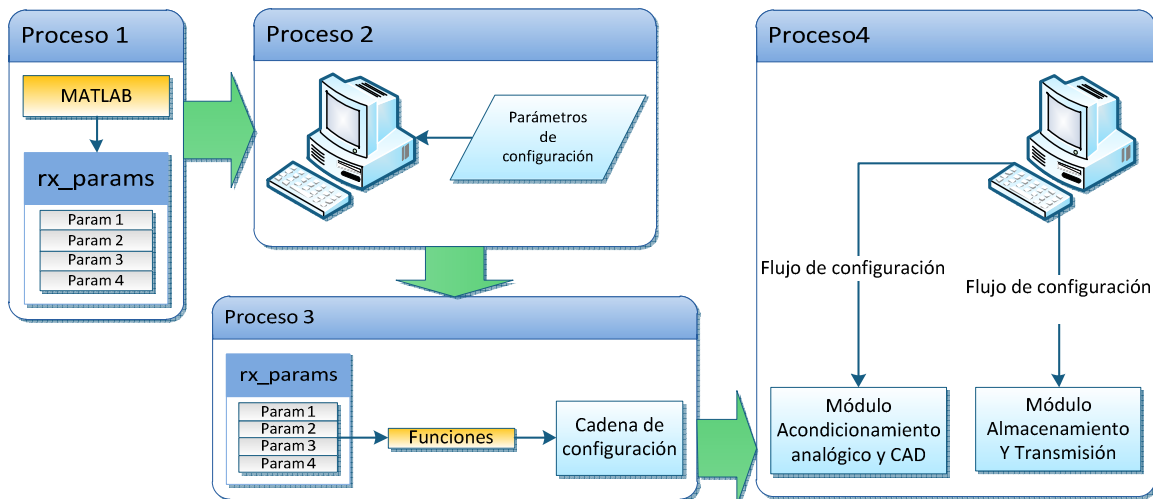 Proceso 1
MATLAB
rx_params
Param 1
Param 2
Param 3
Param 4
Proceso 2
Parámetros
de
configuración
Proceso 3
rx_params
Param 1
Param 2
Param 3
Param 4
Funciones
Cadena de
configuración
Proceso4
Flujo de configuración
Flujo de configuración
Módulo
Acondicionamiento
analógico y CAD
Módulo
Almacenamiento
Y Transmisión